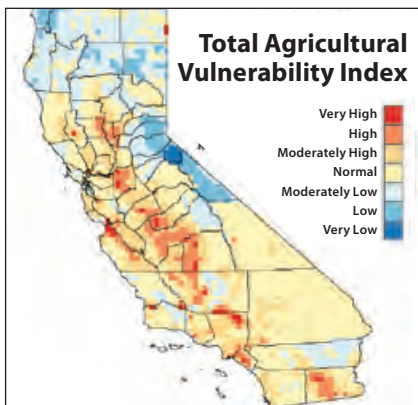 Total Agricultural
Vulnerability Index
Very High
High
Moderately High
Normal
Moderately Low
Low
Very Low